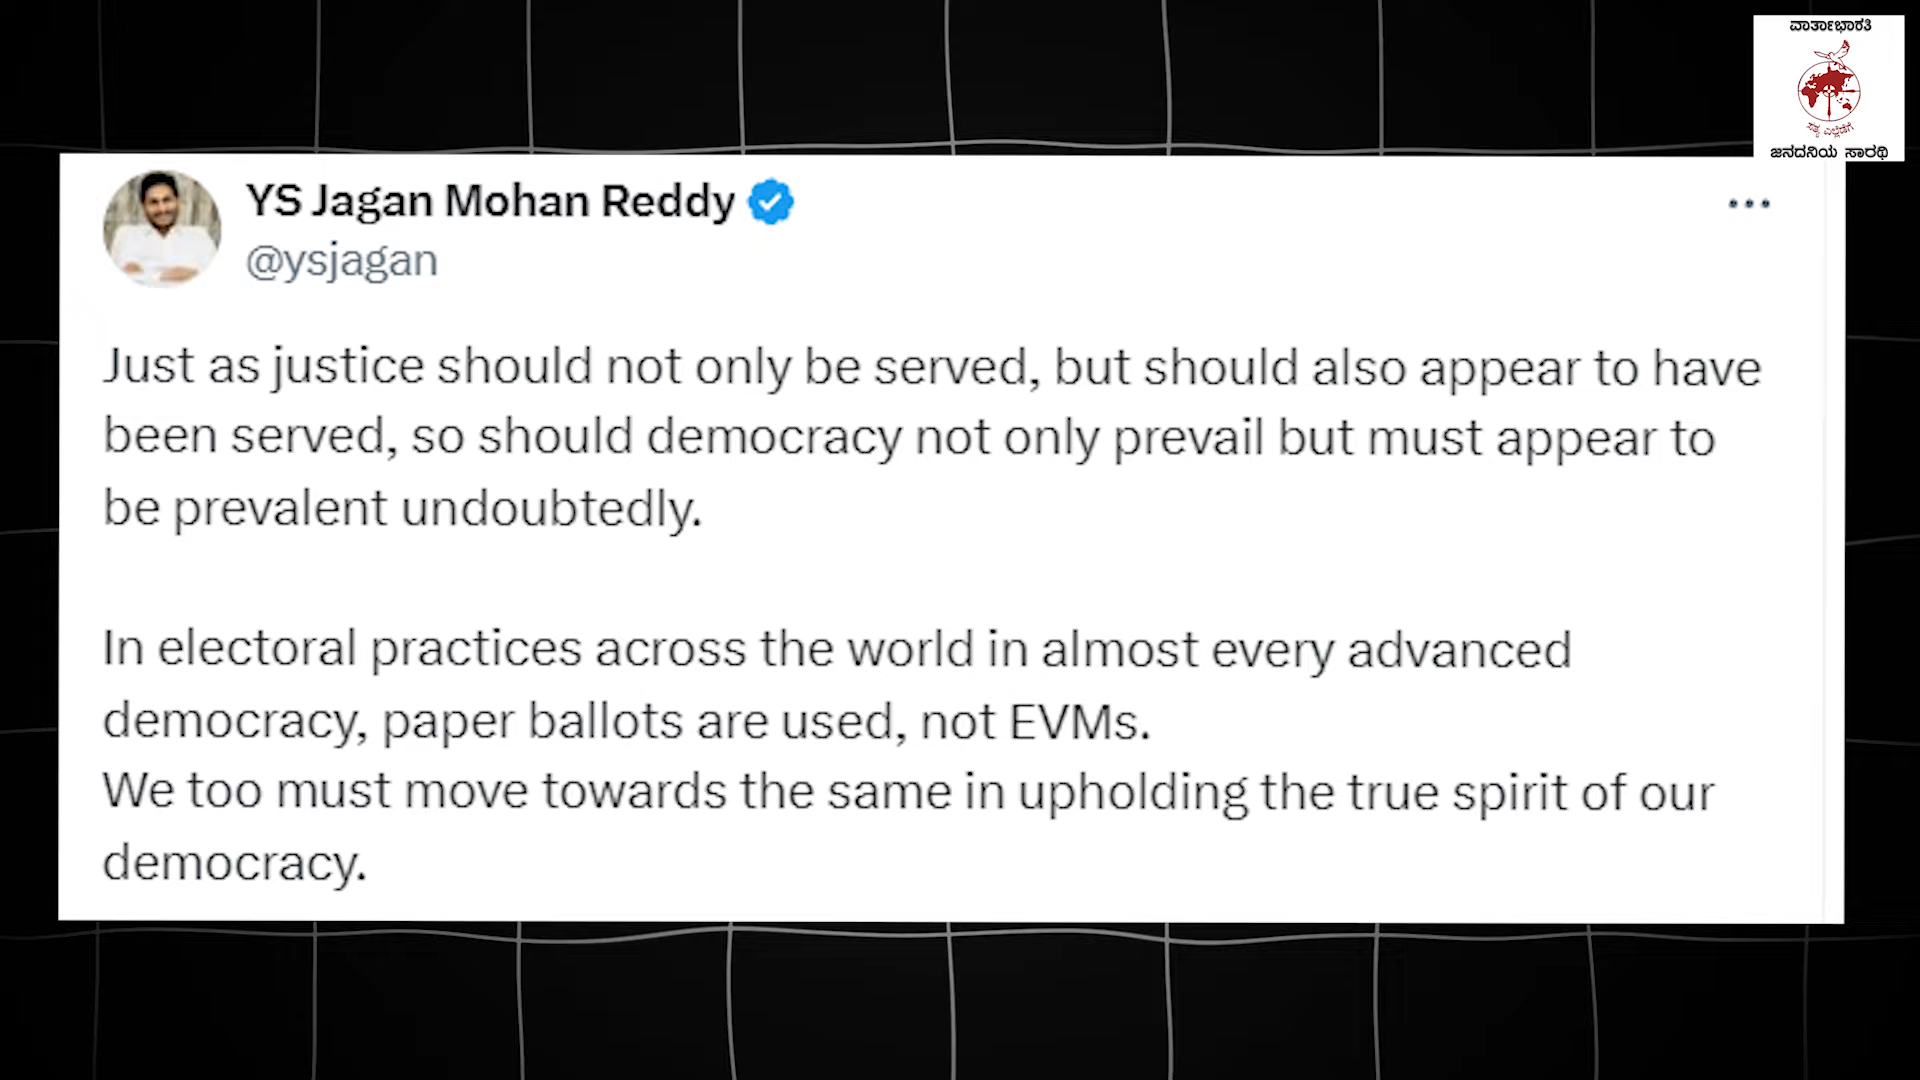 ವಾರ್ತಾಭಾರತಿ
ಸತ್ಯ ಎಲ್ಲೆಡೆಗೆ
ಜನದನಿಯ ಸಾರಥಿ
YS Jagan Mohan Reddy
@ysjagan
Just as justice should not only be served, but should also appear to have
been served, so should democracy not only prevail but must appear to
be prevalent undoubtedly.
In electoral practices across the world in almost every advanced
democracy, paper ballots are used, not EVMs.
We too must move towards the same in upholding the true spirit of our
democracy.